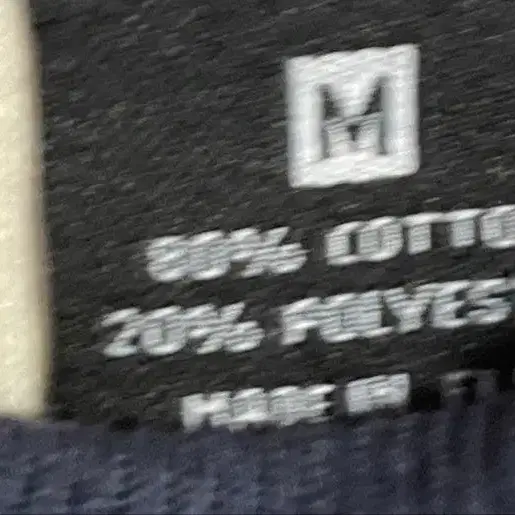 M
80% COTTO
20% POLYES
MADE IN